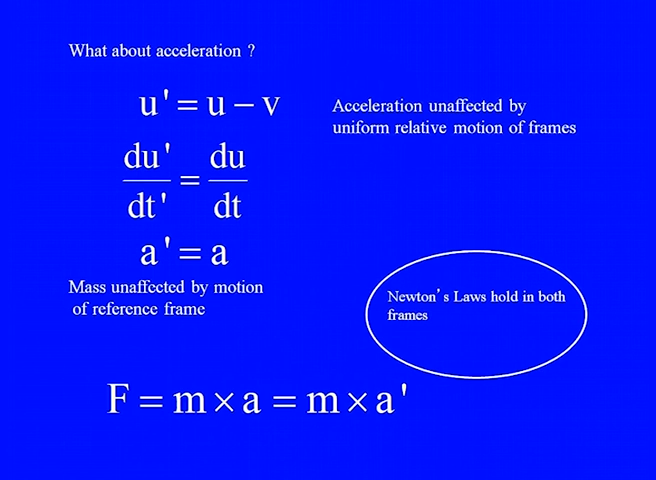 What about acceleration ?
u' = u − v
Acceleration unaffected by
uniform relative motion of frames
du' / dt' = du / dt
a' = a
Mass unaffected by motion
of reference frame
Newton's Laws hold in both
frames
F = m × a = m × a'